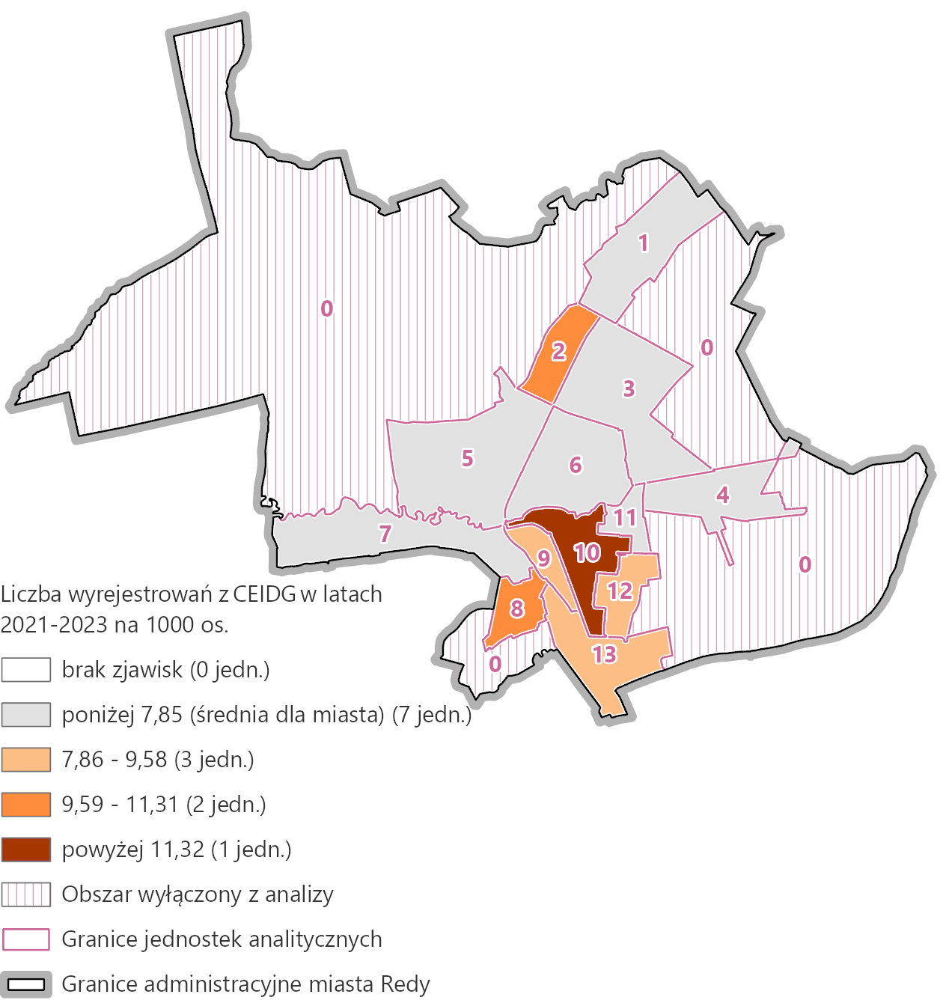 1
0
2
0
3
5
6
4
11
7
10
9
0
12
8
13
0
Liczba wyrejestrowań z CEIDG w latach
2021-2023 na 1000 os.
brak zjawisk (0 jedn.)
poniżej 7,85 (średnia dla miasta) (7 jedn.)
7,86 - 9,58 (3 jedn.)
9,59 - 11,31 (2 jedn.)
powyżej 11,32 (1 jedn.)
Obszar wyłączony z analizy
Granice jednostek analitycznych
Granice administracyjne miasta Redy